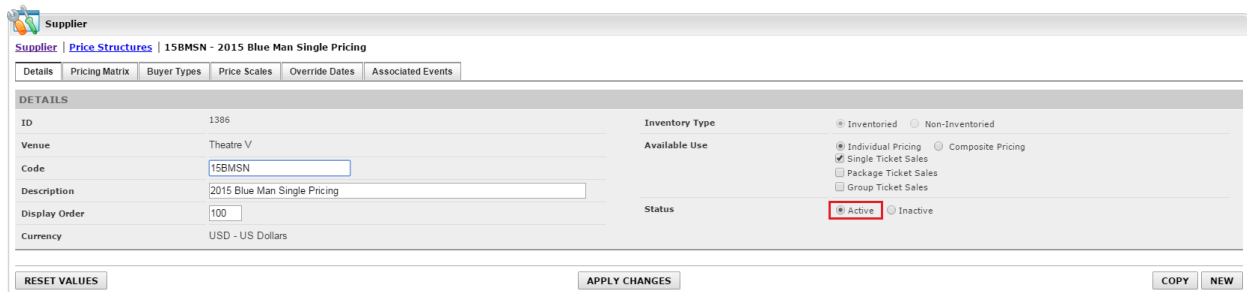 Supplier
Supplier | Price Structures | 15BMSN - 2015 Blue Man Single Pricing
Details Pricing Matrix Buyer Types Price Scales Override Dates Associated Events
DETAILS
ID 1386
Venue Theatre V
Code 15BMSN
Description 2015 Blue Man Single Pricing
Display Order 100
Currency USD - US Dollars
Inventory Type Inventoried Non-Inventoried
Available Use Individual Pricing Composite Pricing
Single Ticket Sales
Package Ticket Sales
Group Ticket Sales
Status Active Inactive
RESET VALUES APPLY CHANGES COPY NEW